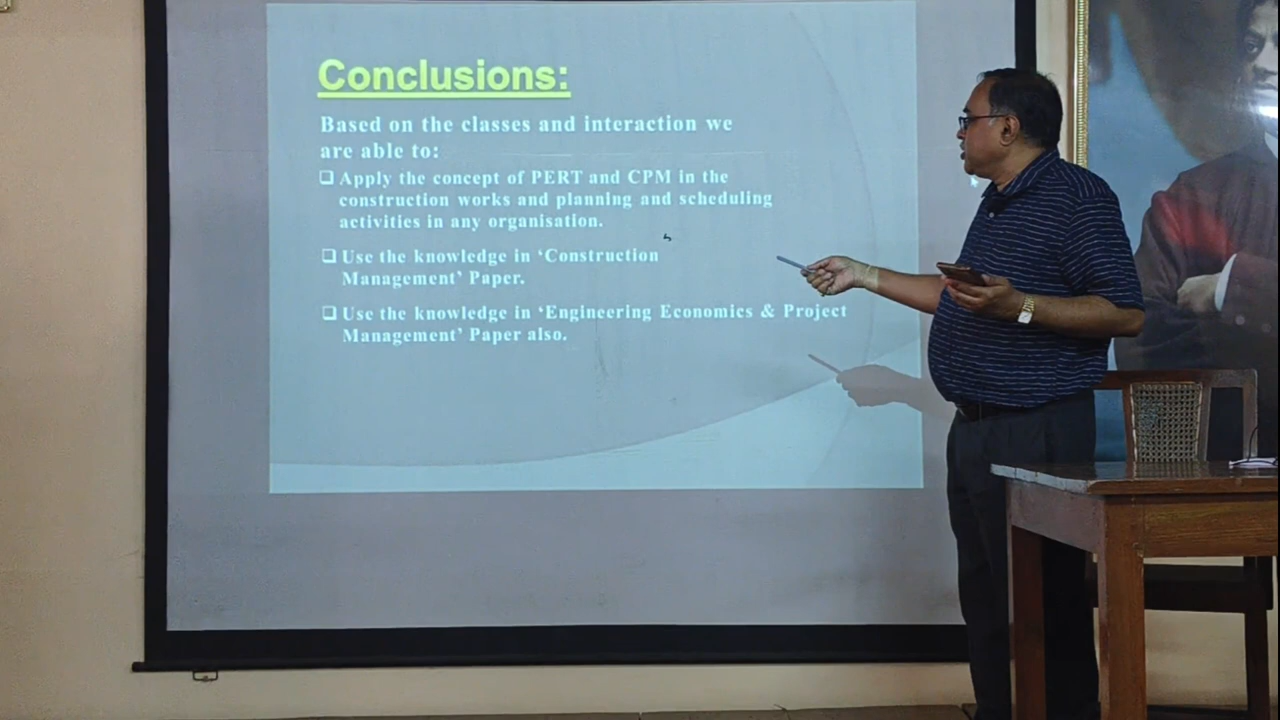 Conclusions:
Based on the classes and interaction we
are able to:
❑ Apply the concept of PERT and CPM in the
construction works and planning and scheduling
activities in any organisation.
❑ Use the knowledge in ‘Construction
Management’ Paper.
❑ Use the knowledge in ‘Engineering Economics & Project
Management’ Paper also.